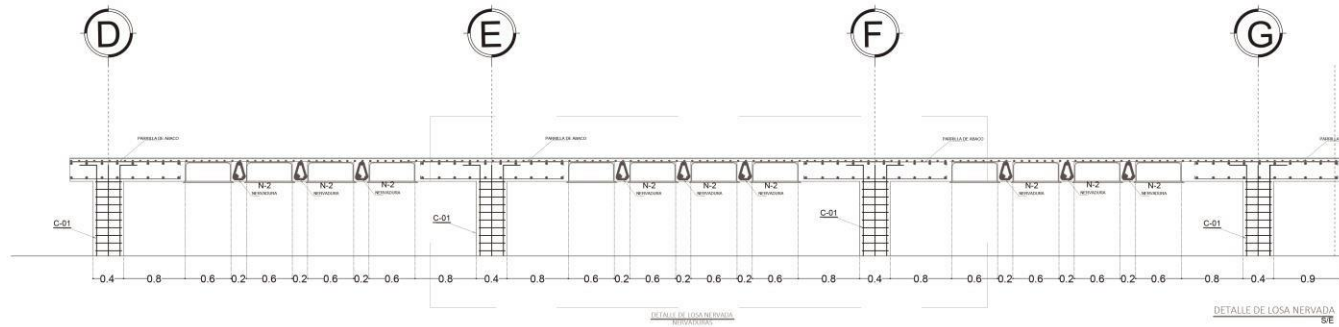 D E F G
PARRILLA DE ABACO PARRILLA DE ABACO PARRILLA DE ABACO PARRILLA
N-2 N-2 N-2 N-2 N-2 N-2 N-2 N-2 N-2
NERVADURA NERVADURA NERVADURA NERVADURA NERVADURA NERVADURA NERVADURA NERVADURA NERVADURA
C-01 C-01 C-01 C-01
0.4 0.8 0.6 0.2 0.6 0.2 0.6 0.2 0.6 0.8 0.4 0.8 0.6 0.2 0.6 0.2 0.6 0.2 0.6 0.8 0.4 0.8 0.6 0.2 0.6 0.2 0.6 0.2 0.6 0.8 0.4 0.9
DETALLE DE LOSA NERVADA
NERVADURAS
DETALLE DE LOSA NERVADA
S/E